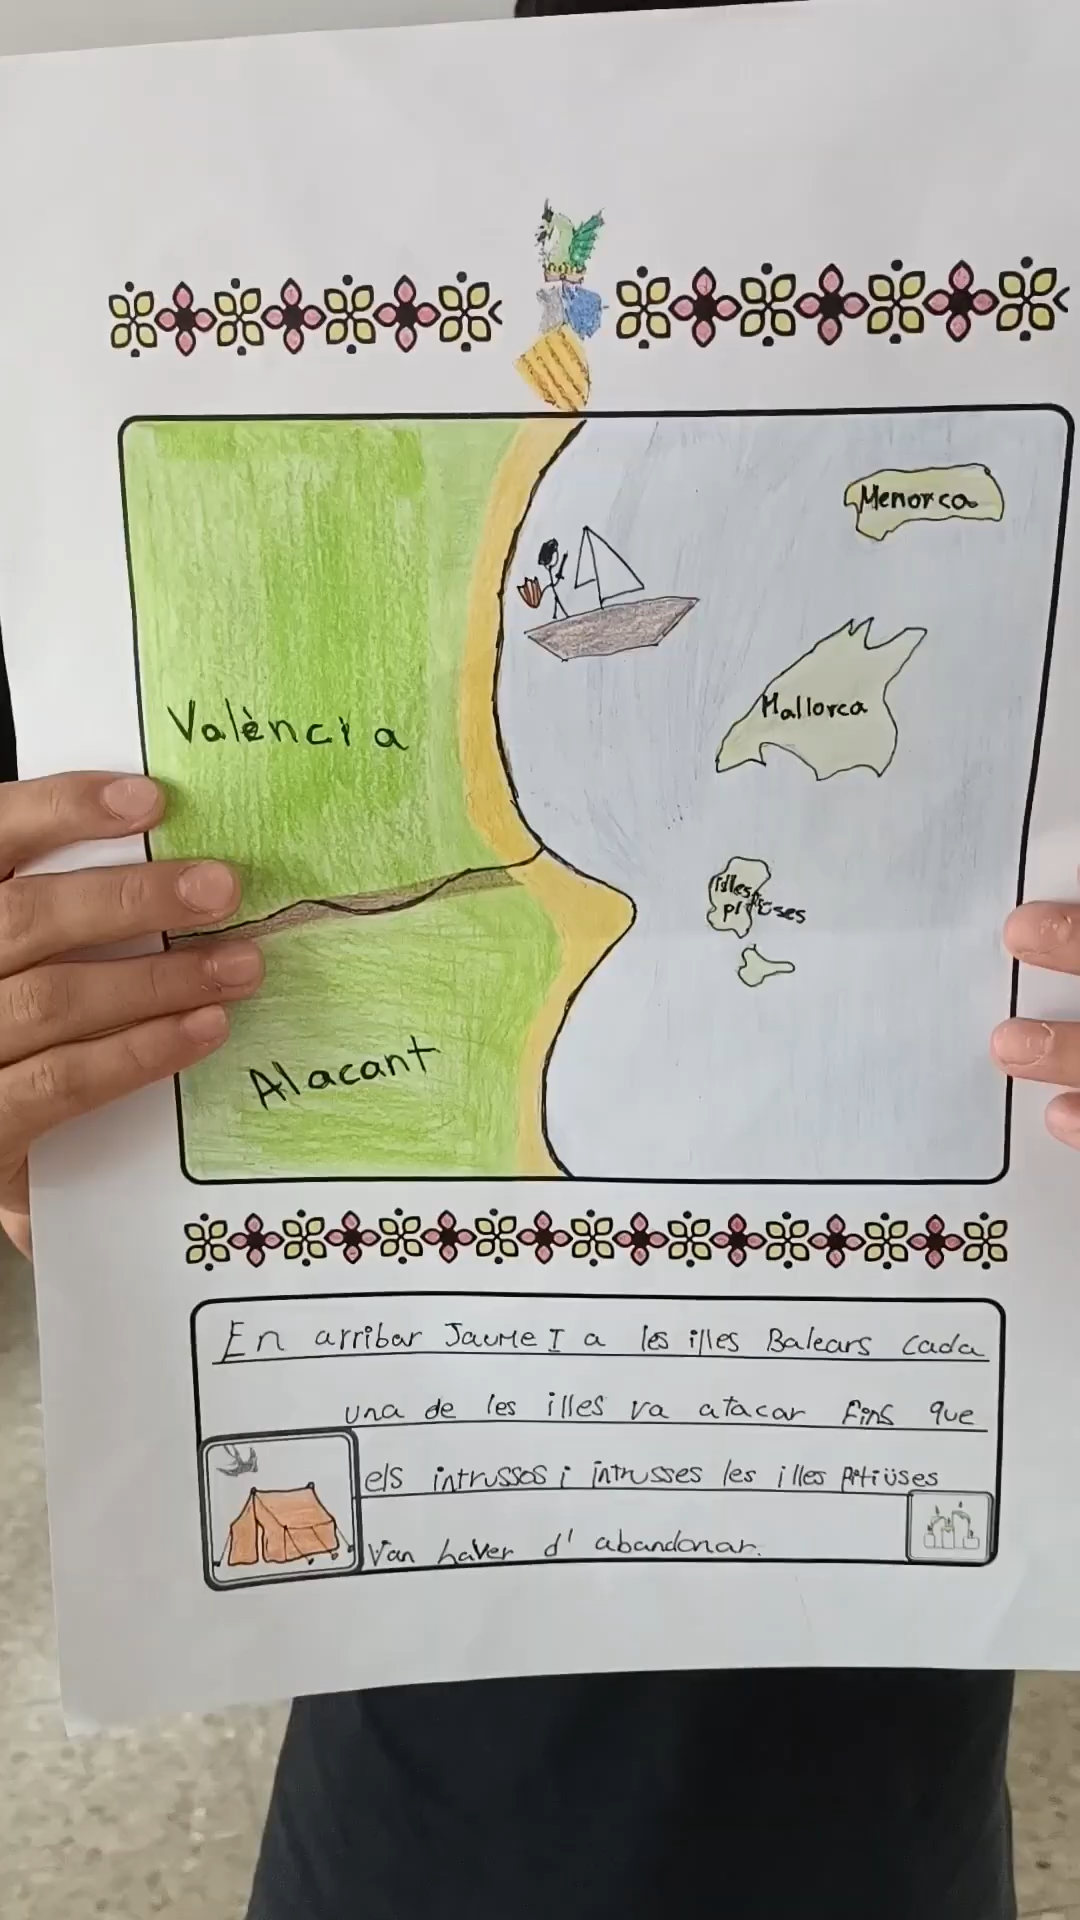 Menorca
València
Mallorca
Illes
pitiüses
Alacant
En arribar Jaume I a les illes Balears cada
una de les illes va atacar fins que
els intrussos i intrusses les illes Pitiüses
Van haver d' abandonar.